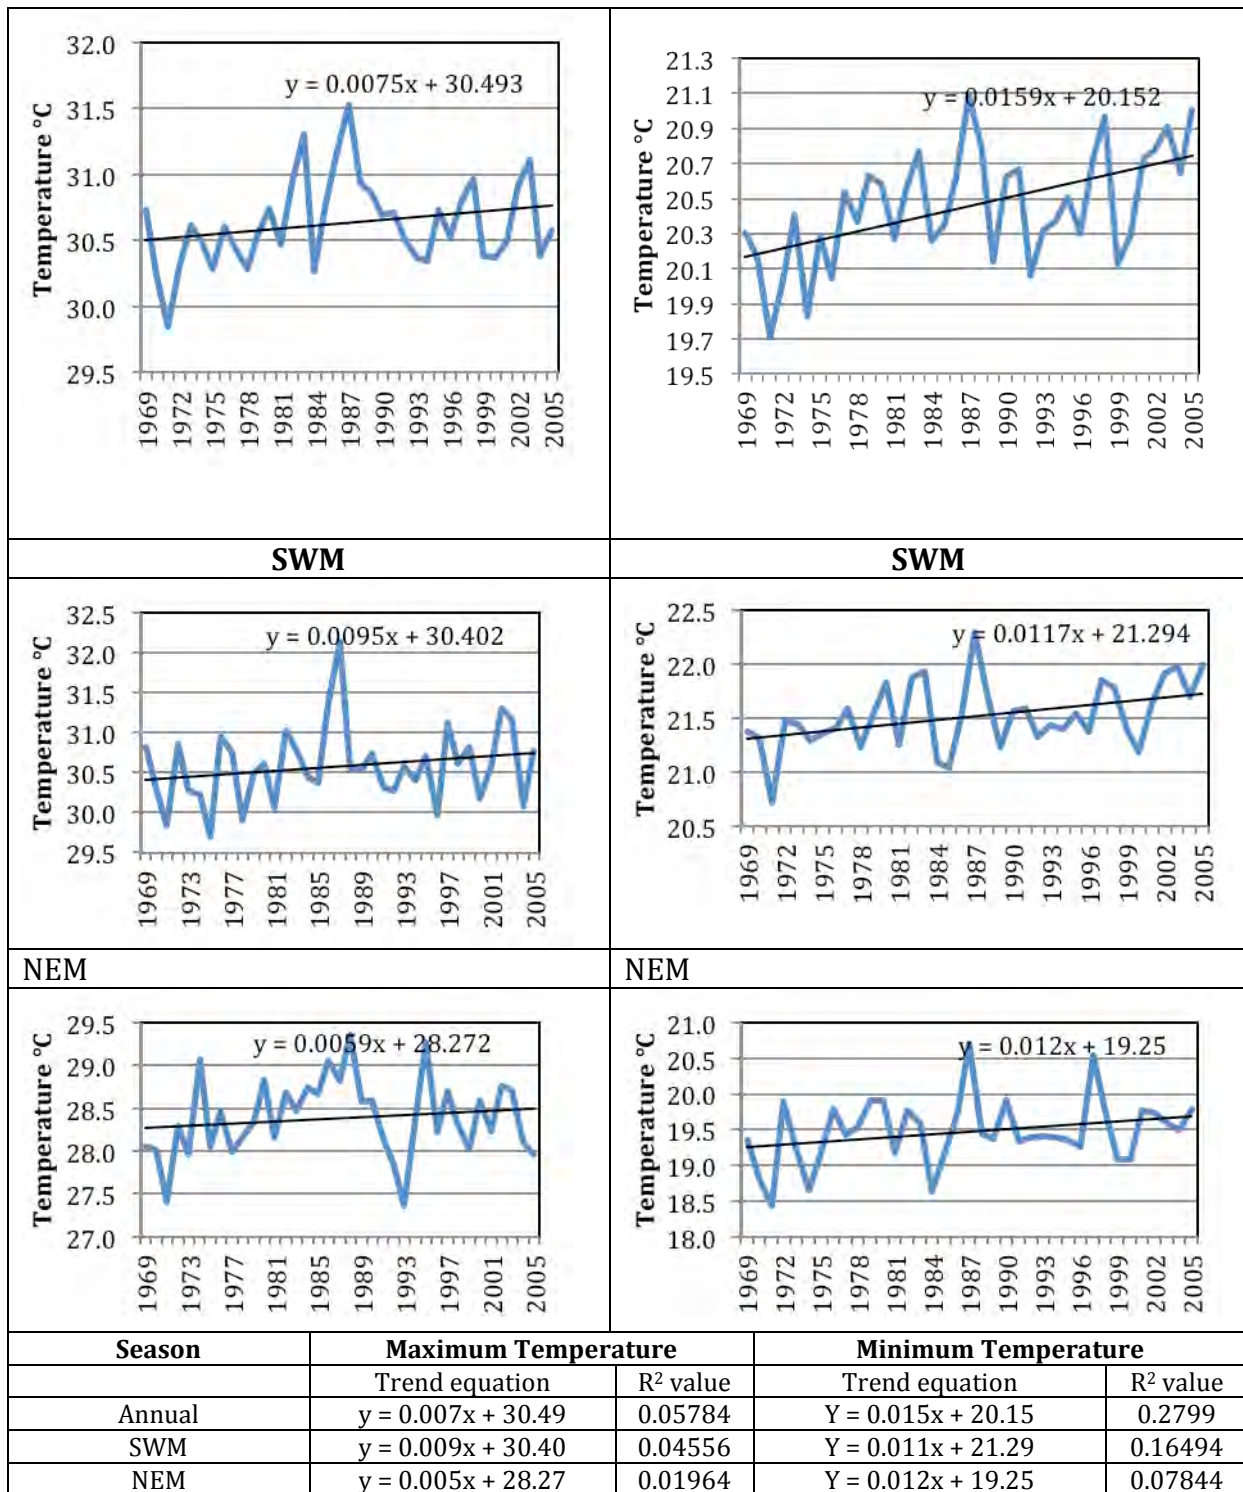 32.0
31.5
31.0
30.5
30.0
29.5
Temperature °C
y = 0.0075x + 30.493
1969 1972 1975 1978 1981 1984 1987 1990 1993 1996 1999 2002 2005
21.3
21.1
20.9
20.7
20.5
20.3
20.1
19.9
19.7
19.5
Temperature °C
y = 0.0159x + 20.152
1969 1972 1975 1978 1981 1984 1987 1990 1993 1996 1999 2002 2005
SWM SWM
32.5
32.0
31.5
31.0
30.5
30.0
29.5
Temperature °C
y = 0.0095x + 30.402
1969 1973 1977 1981 1985 1989 1993 1997 2001 2005
22.5
22.0
21.5
21.0
20.5
Temperature °C
y = 0.0117x + 21.294
1969 1972 1975 1978 1981 1984 1987 1990 1993 1996 1999 2002 2005
NEM NEM
29.5
29.0
28.5
28.0
27.5
27.0
Temperature °C
y = 0.0059x + 28.272
1969 1973 1977 1981 1985 1989 1993 1997 2001 2005
21.0
20.5
20.0
19.5
19.0
18.5
18.0
Temperature °C
y = 0.012x + 19.25
1969 1972 1975 1978 1981 1984 1987 1990 1993 1996 1999 2002 2005
Season Maximum Temperature Minimum Temperature
Trend equation R² value Trend equation R² value
Annual y = 0.007x + 30.49 0.05784 Y = 0.015x + 20.15 0.2799
SWM y = 0.009x + 30.40 0.04556 Y = 0.011x + 21.29 0.16494
NEM y = 0.005x + 28.27 0.01964 Y = 0.012x + 19.25 0.07844